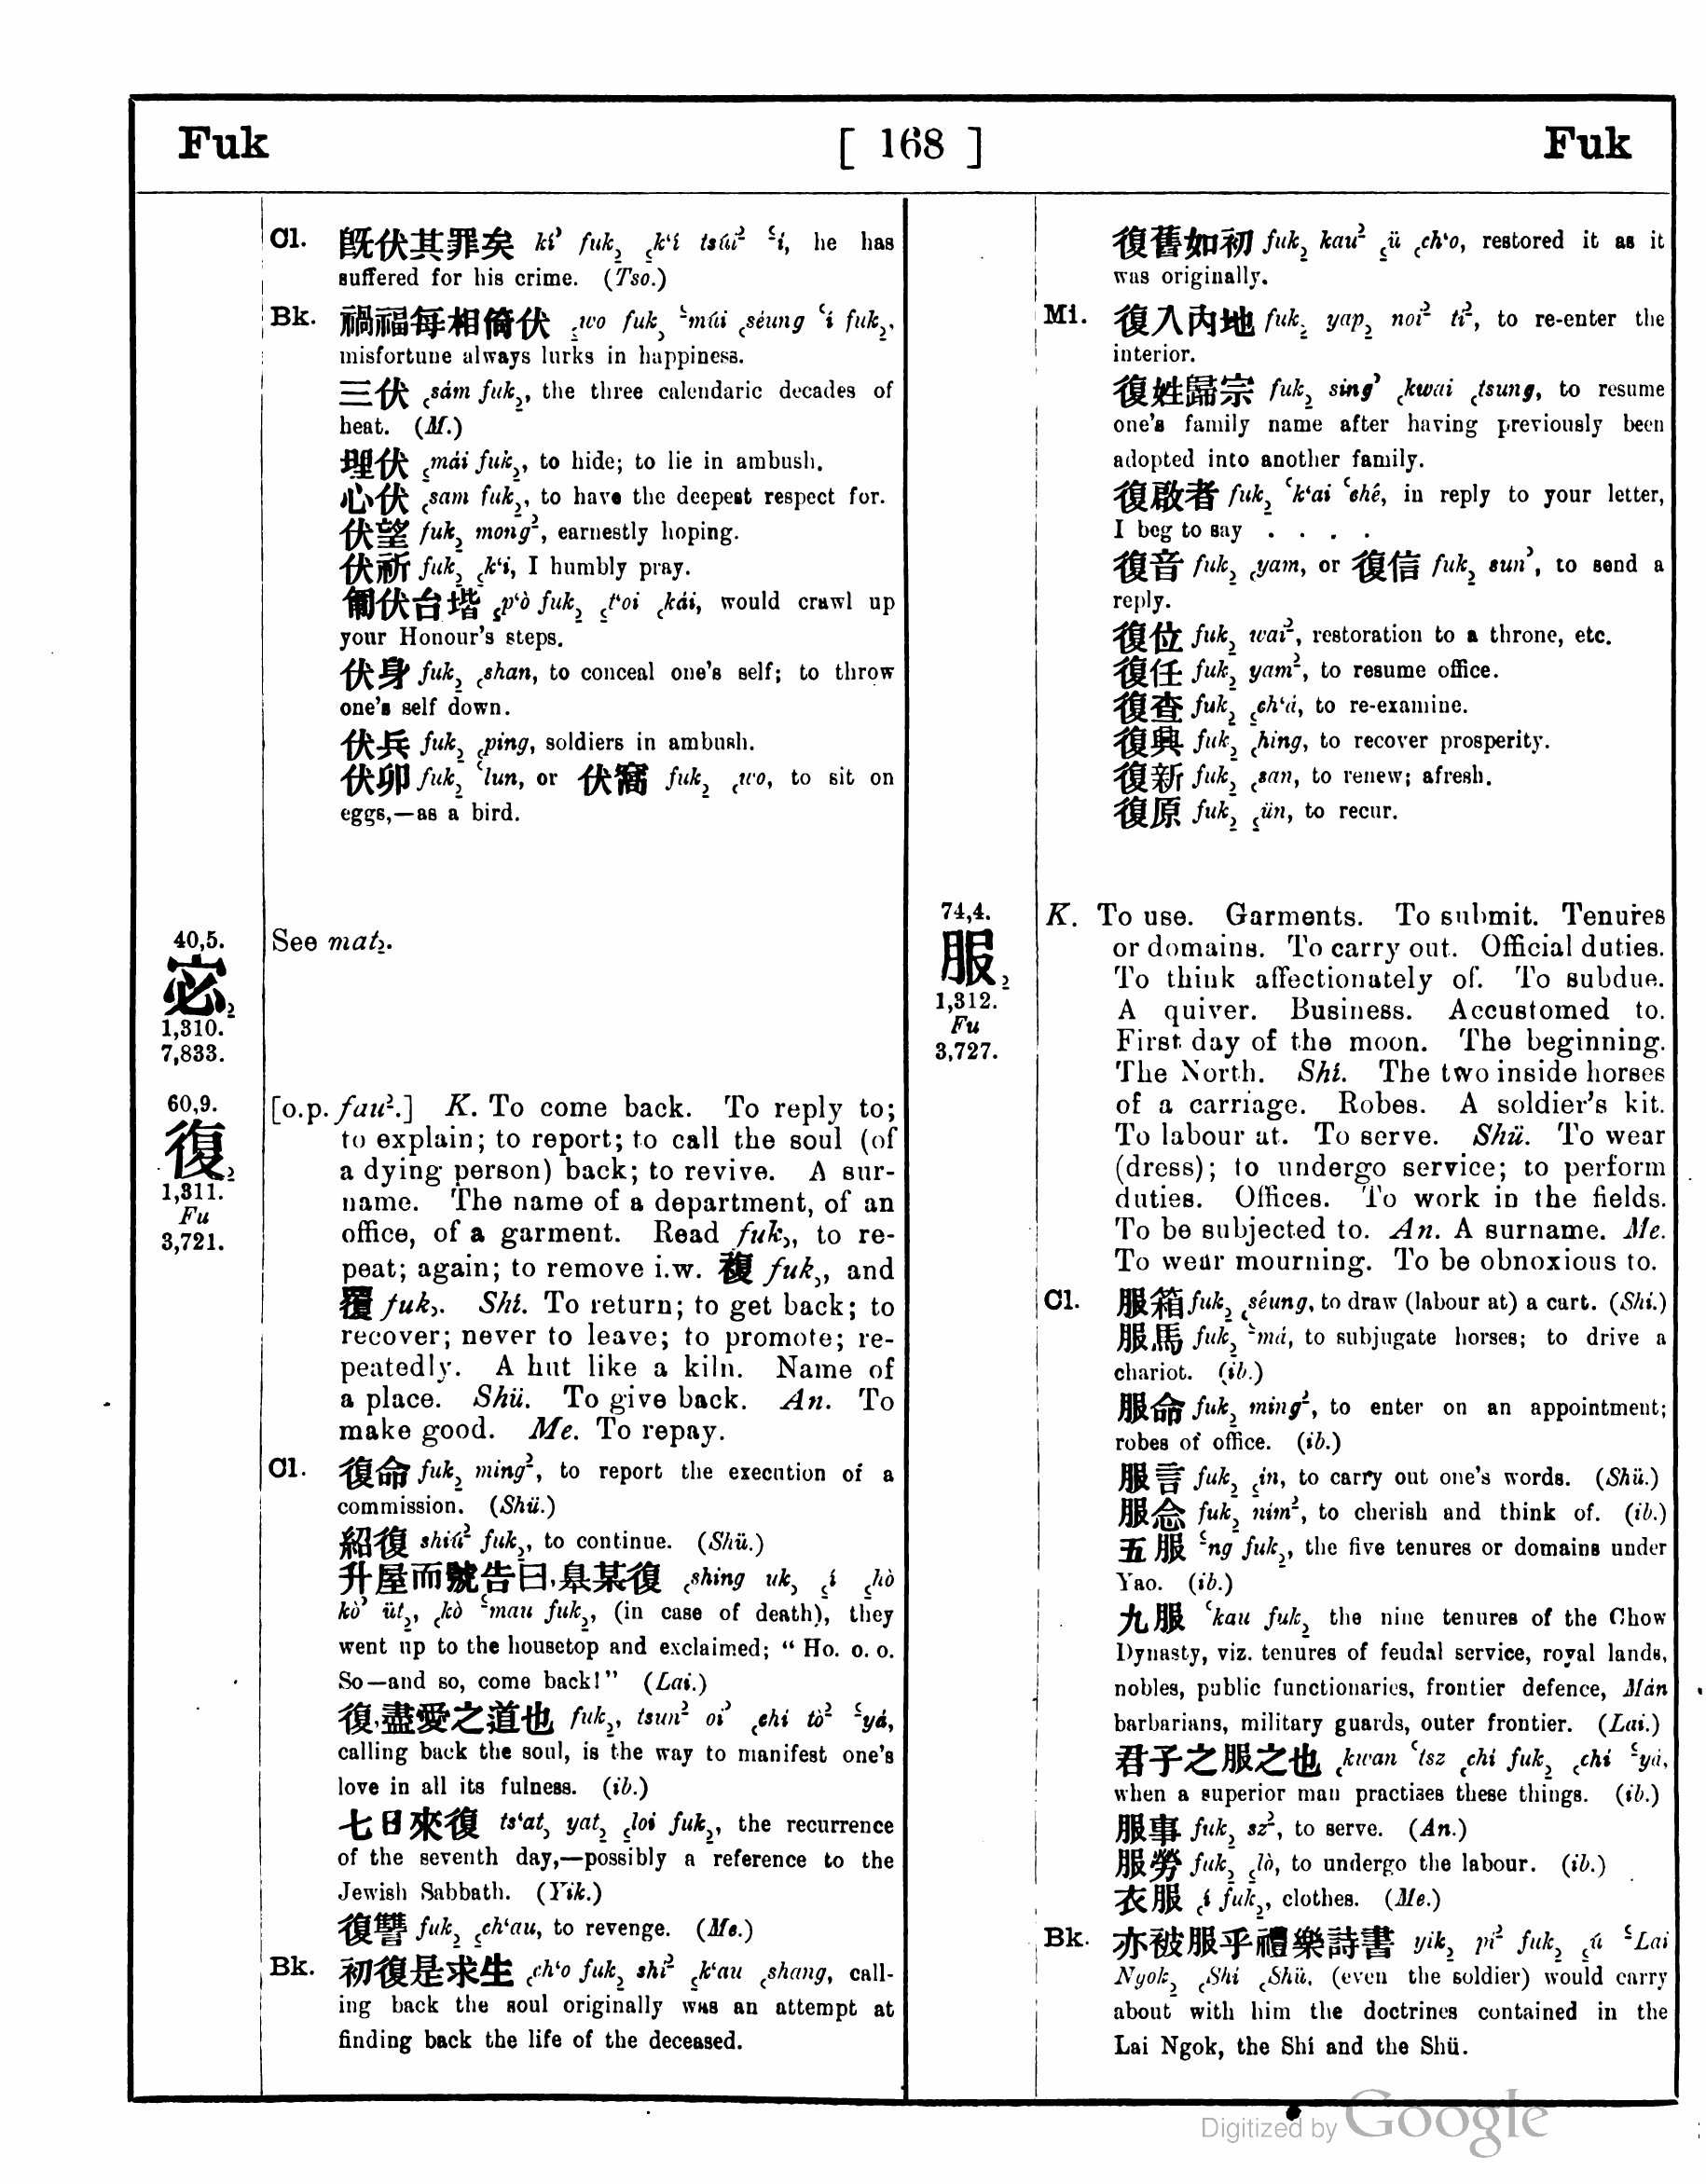 Fuk
[ 168 ]
Fuk
Cl. 旣伏其罪矣 kí’ fuk₂ ͜k‘í tsúi² ‘í, he has
suffered for his crime. (Tso.)
Bk. 禍福每相倚伏 ͜wo fuk, ‘múi ͜séung ‘í fuk₂,
misfortune always lurks in happiness.
三伏 ͜sám fuk₂, the three calendaric decades of
heat. (M.)
埋伏 ͜mái fuk₂, to hide; to lie in ambush.
心伏 ͜sam fuk₂, to have the deepest respect for.
伏望 fuk₂ mong², earnestly hoping.
伏祈 fuk₂ ͜k‘i, I humbly pray.
匍伏台堦 ͜p‘ò fuk₂ ͜t‘oi ͜kái, would crawl up
your Honour's steps.
伏身 fuk₂ ͜shan, to conceal one's self; to throw
one's self down.
伏兵 fuk₂ ͜ping, soldiers in ambush.
伏卵 fuk₂ ‘lun, or 伏窩 fuk₂ ͜wo, to sit on
eggs,—as a bird.
40,5.
宓₂
1,310.
7,833.
See mat₂.
60,9.
復₂
1,311.
Fu
3,721.
[o.p. fau².] K. To come back. To reply to;
to explain; to report; to call the soul (of
a dying person) back; to revive. A sur-
name. The name of a department, of an
office, of a garment. Read fuk,, to re-
peat; again; to remove i.w. 複 fuk,, and
覆 fuk,. Shí. To return; to get back; to
recover; never to leave; to promote; re-
peatedly. A hut like a kiln. Name of
a place. Shü. To give back. An. To
make good. Me. To repay.
Cl. 復命 fuk₂ ming², to report the execution of a
commission. (Shü.)
紹復 shiú² fuk₂, to continue. (Shü.)
升屋而號告曰,臯某復 ͜shing uk, ͜í ͜hò
kò’ üt₂, ͜kò ‘mau fuk₂, (in case of death), they
went up to the housetop and exclaimed; “ Ho. o. o.
So—and so, come back!” (Lai.)
復,盡愛之道也 fuk₂, tsun² oi’ ͜chí tò² ‘yá,
calling back the soul, is the way to manifest one's
love in all its fulness. (ib.)
七日來復 ts‘at, yat₂ ͜loi fuk₂, the recurrence
of the seventh day,—possibly a reference to the
Jewish Sabbath. (Yik.)
復讐 fuk₂ ͜ch‘au, to revenge. (Me.)
Bk. 初復是求生 ͜ch‘o fuk₂ shí² ͜k‘au ͜shang, call-
ing back the soul originally was an attempt at
finding back the life of the deceased.
復舊如初 fuk₂ kau² ͜ü ͜ch‘o, restored it as it
was originally.
Mi. 復入內地 fuk₂ yap₂ noi² tí², to re-enter the
interior.
復姓歸宗 fuk₂ sing’ ͜kwai ͜tsung, to resume
one's family name after having previously been
adopted into another family.
復啟者 fuk₂ ‘k‘ai ‘ché, in reply to your letter,
I beg to say . . . .
復音 fuk₂ ͜yam, or 復信 fuk₂ sun’, to send a
reply.
復位 fuk₂ wai², restoration to a throne, etc.
復任 fuk₂ yam², to resume office.
復查 fuk₂ ͜ch‘á, to re-examine.
復興 fuk₂ ͜hing, to recover prosperity.
復新 fuk₂ ͜san, to renew; afresh.
復原 fuk₂ ͜ün, to recur.
74,4.
服₂
1,312.
Fu
3,727.
K. To use. Garments. To submit. Tenures
or domains. To carry out. Official duties.
To think affectionately of. To subdue.
A quiver. Business. Accustomed to.
First day of the moon. The beginning.
The North. Shí. The two inside horses
of a carriage. Robes. A soldier's kit.
To labour at. To serve. Shü. To wear
(dress); to undergo service; to perform
duties. Offices. To work in the fields.
To be subjected to. An. A surname. Me.
To wear mourning. To be obnoxious to.
Cl. 服箱 fuk₂ ͜séung, to draw (labour at) a cart. (Shí.)
服馬 fuk₂ ‘má, to subjugate horses; to drive a
chariot. (ib.)
服命 fuk₂ ming², to enter on an appointment;
robes of office. (ib.)
服言 fuk₂ ͜ín, to carry out one's words. (Shü.)
服念 fuk₂ ním², to cherish and think of. (ib.)
五服 ‘ng fuk₂, the five tenures or domains under
Yao. (ib.)
九服 ‘kau fuk₂ the nine tenures of the Chow
Dynasty, viz. tenures of feudal service, royal lands,
nobles, public functionaries, frontier defence, Mán
barbarians, military guards, outer frontier. (Lai.)
君子之服之也 ͜kwan ‘tsz ͜chi fuk₂ ͜chi ‘yá,
when a superior man practises these things. (ib.)
服事 fuk₂ sz², to serve. (An.)
服勞 fuk₂ ͜lò, to undergo the labour. (ib.)
衣服 ͜í fuk₂, clothes. (Me.)
Bk. 亦被服乎禮樂詩書 yik₂ pí² fuk₂ ͜ú ‘Lai
Nyok₂ ͜Shí ͜Shü, (even the soldier) would carry
about with him the doctrines contained in the
Lai Ngok, the Shí and the Shü.
Digitized by Google